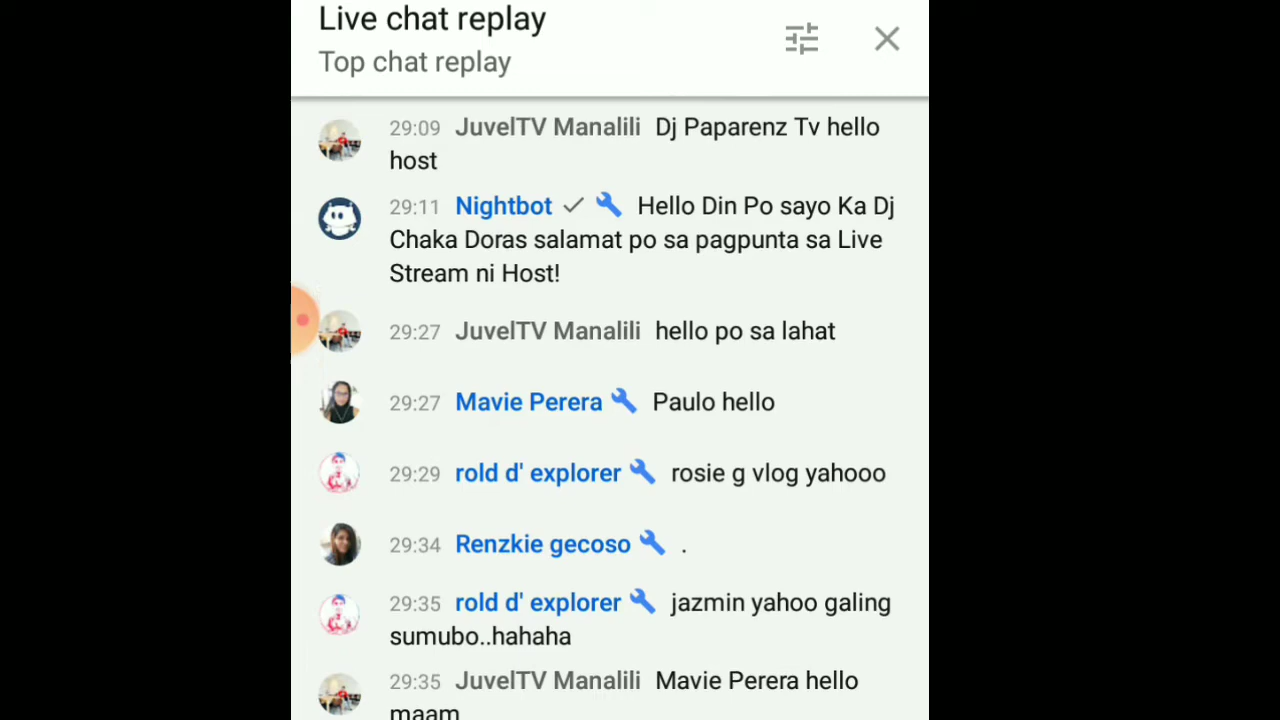 Live chat replay
Top chat replay
29:09 JuvelTV Manalili Dj Paparenz Tv hello
host
29:11 Nightbot Hello Din Po sayo Ka Dj
Chaka Doras salamat po sa pagpunta sa Live
Stream ni Host!
29:27 JuvelTV Manalili hello po sa lahat
29:27 Mavie Perera Paulo hello
29:29 rold d' explorer rosie g vlog yahooo
29:34 Renzkie gecoso .
29:35 rold d' explorer jazmin yahoo galing
sumubo..hahaha
29:35 JuvelTV Manalili Mavie Perera hello
maam